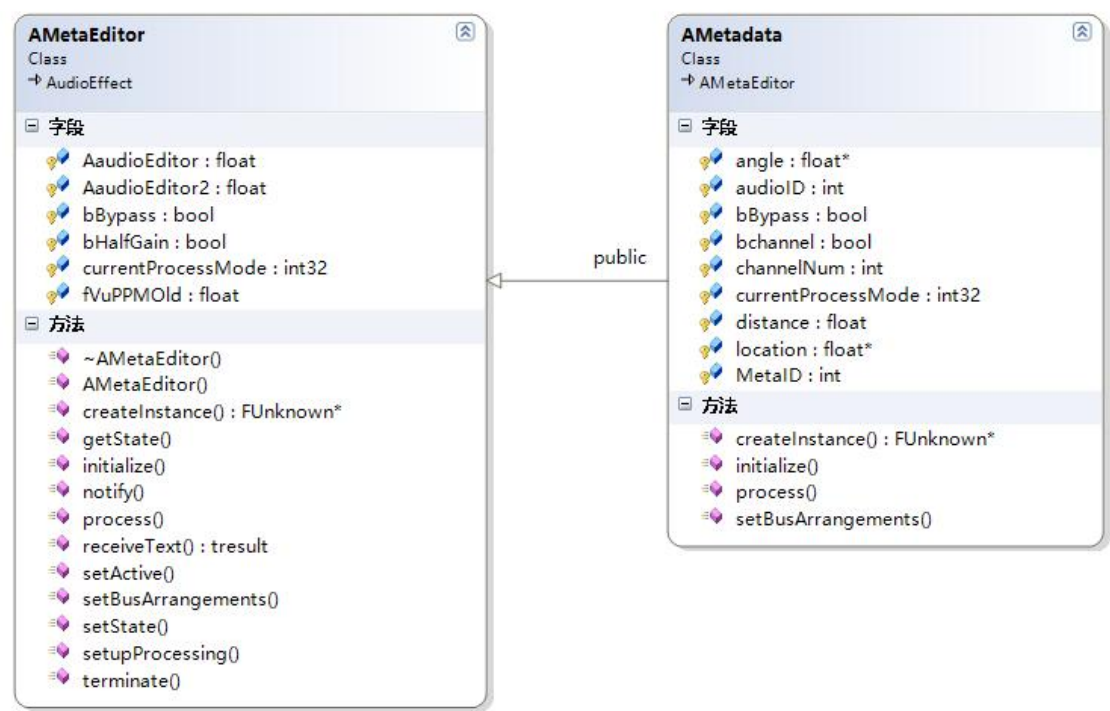 AMetaEditor
Class
AudioEffect
字段
AaudioEditor : float
AaudioEditor2 : float
bBypass : bool
bHalfGain : bool
currentProcessMode : int32
fVuPPMOld : float
方法
~AMetaEditor()
AMetaEditor()
createInstance() : FUnknown*
getState()
initialize()
notify()
process()
receiveText() : tresult
setActive()
setBusArrangements()
setState()
setupProcessing()
terminate()
public
AMetadata
Class
AMetaEditor
字段
angle : float*
audioID : int
bBypass : bool
bchannel : bool
channelNum : int
currentProcessMode : int32
distance : float
location : float*
MetaID : int
方法
createInstance() : FUnknown*
initialize()
process()
setBusArrangements()